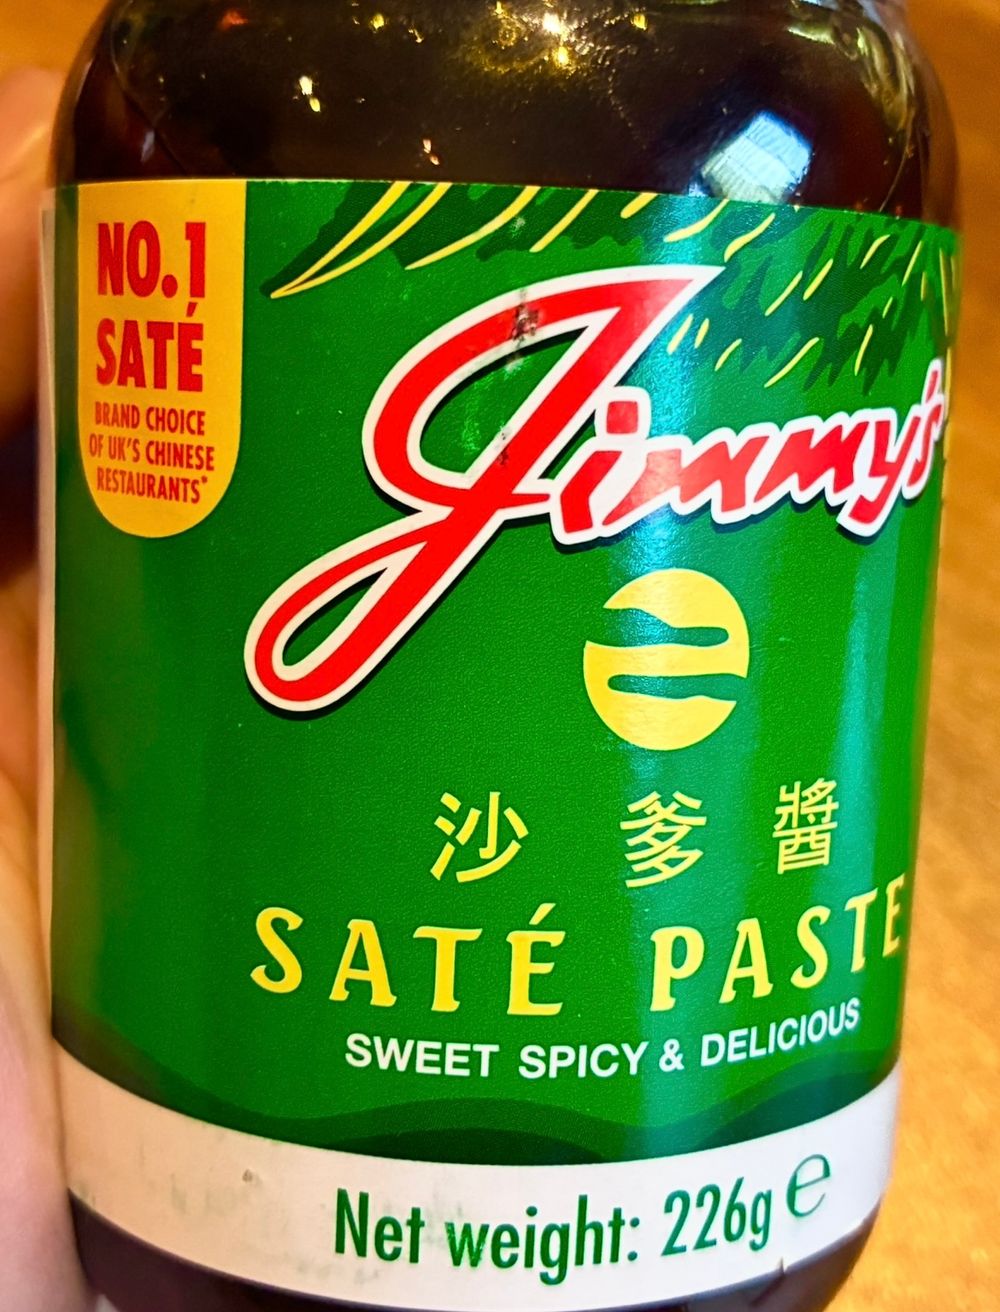 NO.1
SATÉ
BRAND CHOICE
OF UK'S CHINESE
RESTAURANTS*
Jimmy's
沙爹醬
SATÉ PASTE
SWEET SPICY & DELICIOUS
Net weight: 226g ℮